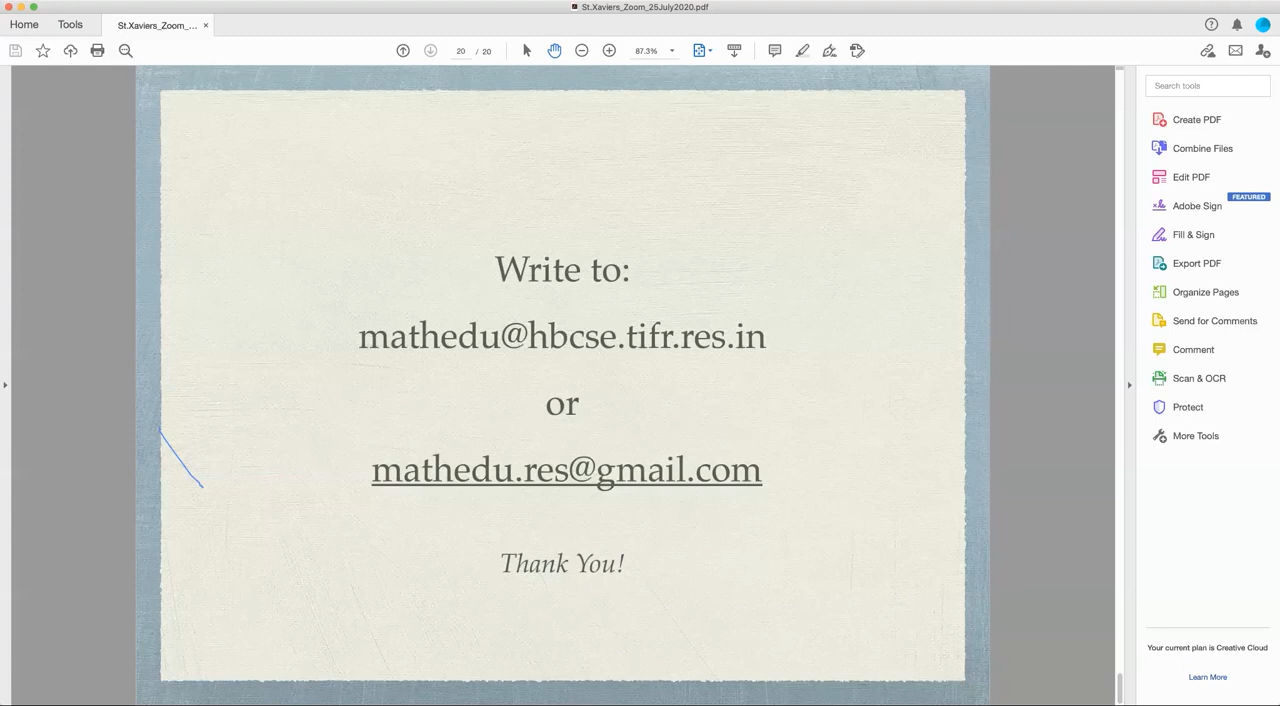 St.Xaviers_Zoom_25July2020.pdf
Home Tools St.Xaviers_Zoom_... ×
20 / 20 87.3%
Search tools
Create PDF
Combine Files
Edit PDF
FEATURED
Adobe Sign
Fill & Sign
Export PDF
Organize Pages
Send for Comments
Comment
Scan & OCR
Protect
More Tools
Your current plan is Creative Cloud
Learn More
Write to:
mathedu@hbcse.tifr.res.in
or
mathedu.res@gmail.com
Thank You!